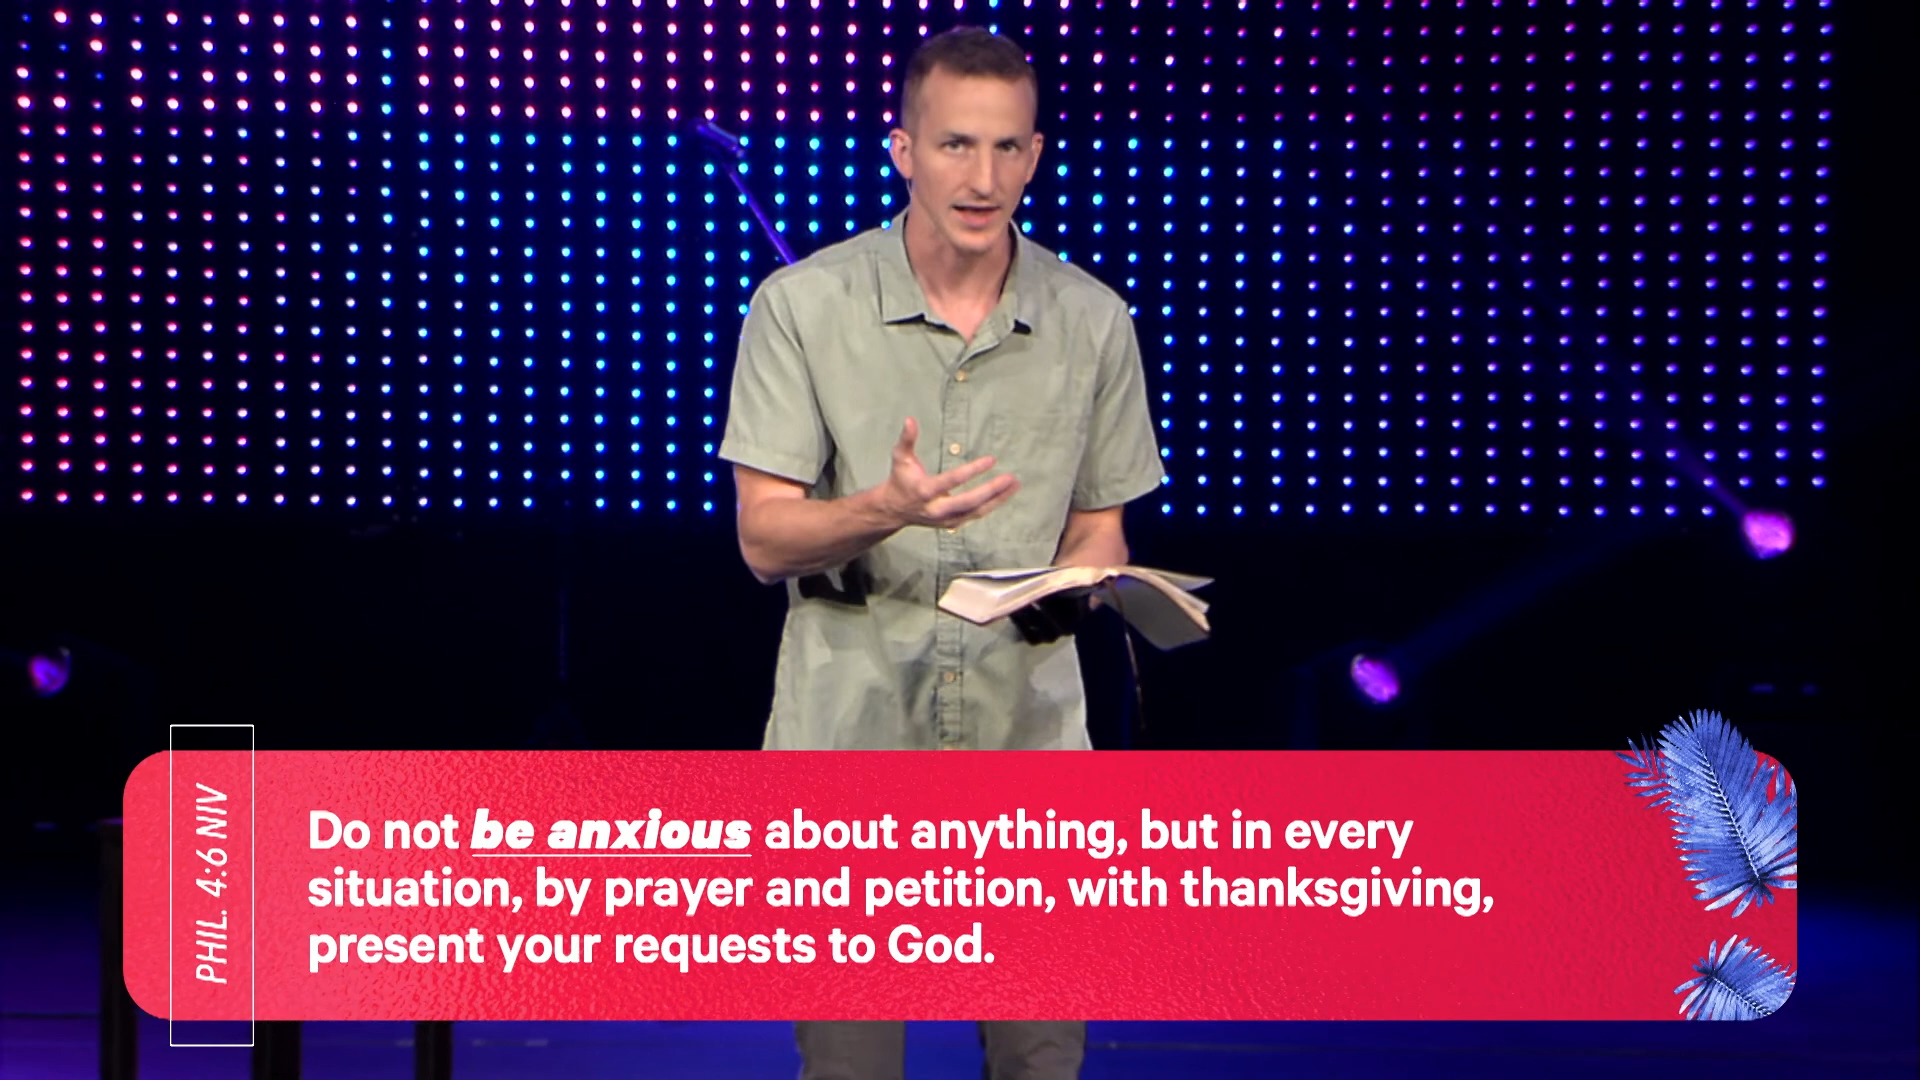 PHIL. 4:6 NIV
Do not be anxious about anything, but in every
situation, by prayer and petition, with thanksgiving,
present your requests to God.